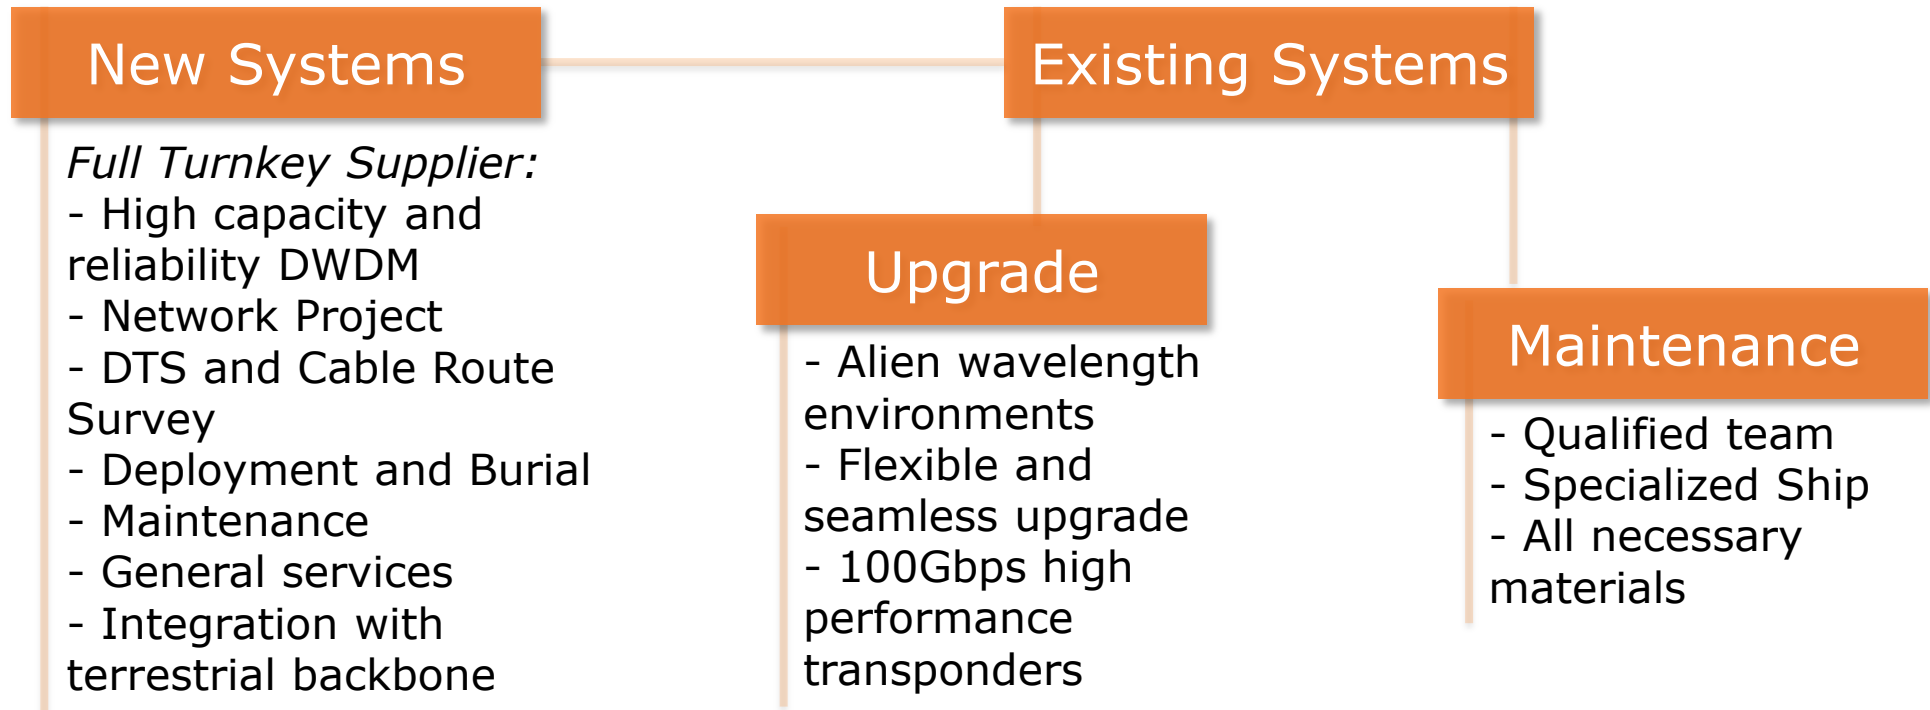 New Systems
Existing Systems
Full Turnkey Supplier:
- High capacity and
reliability DWDM
- Network Project
- DTS and Cable Route
Survey
- Deployment and Burial
- Maintenance
- General services
- Integration with
terrestrial backbone
Upgrade
- Alien wavelength
environments
- Flexible and
seamless upgrade
- 100Gbps high
performance
transponders
Maintenance
- Qualified team
- Specialized Ship
- All necessary
materials